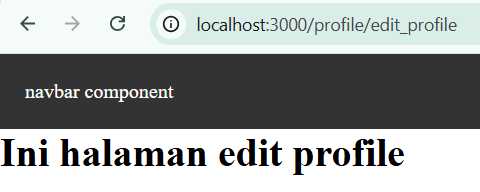 localhost:3000/profile/edit_profile
navbar component
Ini halaman edit profile